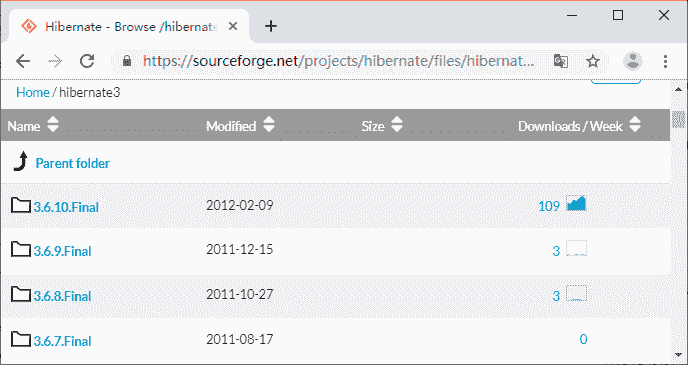 Hibernate - Browse /hibernate
https://sourceforge.net/projects/hibernate/files/hibernat...
Home / hibernate3
Name Modified Size Downloads / Week
Parent folder
3.6.10.Final 2012-02-09 109
3.6.9.Final 2011-12-15 3
3.6.8.Final 2011-10-27 3
3.6.7.Final 2011-08-17 0